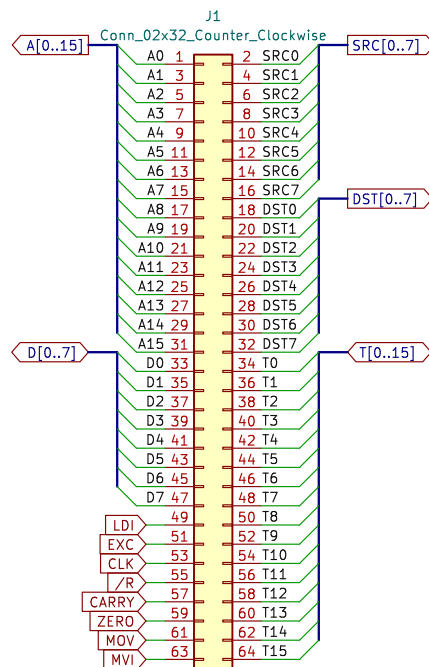 J1
Conn_02x32_Counter_Clockwise
A[0..15] SRC[0..7]
A0 1 2 SRC0
A1 3 4 SRC1
A2 5 6 SRC2
A3 7 8 SRC3
A4 9 10 SRC4
A5 11 12 SRC5
A6 13 14 SRC6
A7 15 16 SRC7
DST[0..7]
A8 17 18 DST0
A9 19 20 DST1
A10 21 22 DST2
A11 23 24 DST3
A12 25 26 DST4
A13 27 28 DST5
A14 29 30 DST6
A15 31 32 DST7
D[0..7] T[0..15]
D0 33 34 T0
D1 35 36 T1
D2 37 38 T2
D3 39 40 T3
D4 41 42 T4
D5 43 44 T5
D6 45 46 T6
D7 47 48 T7
LDI 49 50 T8
EXC 51 52 T9
CLK 53 54 T10
/R 55 56 T11
CARRY 57 58 T12
ZERO 59 60 T13
MOV 61 62 T14
MVI 63 64 T15